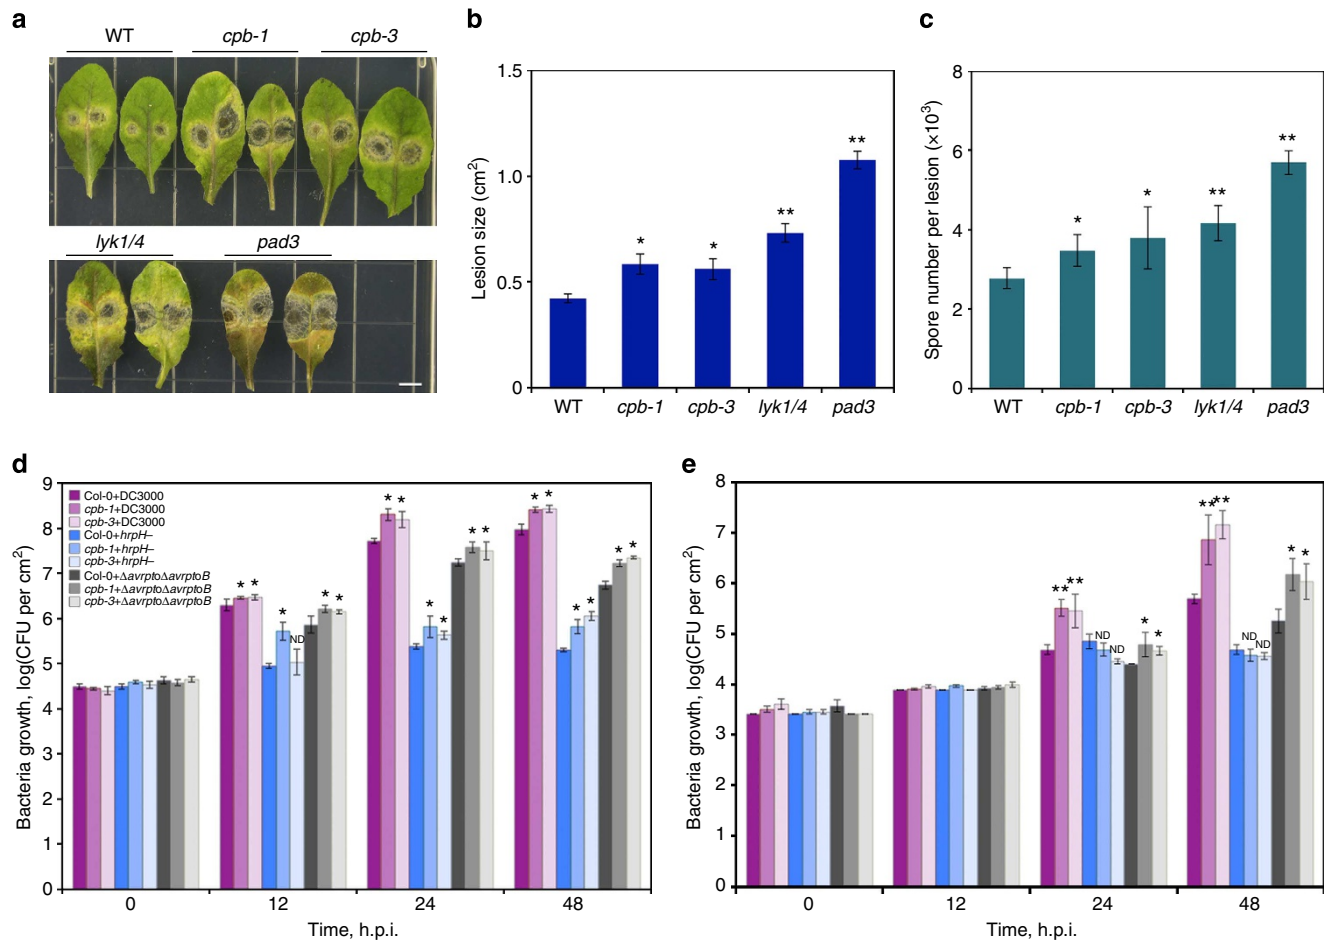 a
WT cpb-1 cpb-3
lyk1/4 pad3
b
Lesion size (cm²)
1.5
1.0
0.5
0
* * ** **
WT cpb-1 cpb-3 lyk1/4 pad3
c
Spore number per lesion (×10³)
8
6
4
2
0
* * ** **
WT cpb-1 cpb-3 lyk1/4 pad3
d
Bacteria growth, log(CFU per cm²)
9
8
7
6
5
4
3
2
1
0
Col-0+DC3000
cpb-1+DC3000
cpb-3+DC3000
Col-0+hrpH–
cpb-1+hrpH–
cpb-3+hrpH–
Col-0+ΔavrptoΔavrptoB
cpb-1+ΔavrptoΔavrptoB
cpb-3+ΔavrptoΔavrptoB
* * * ND * *
* * * * * *
* * * * * *
0 12 24 48
Time, h.p.i.
e
Bacteria growth, log(CFU per cm²)
8
7
6
5
4
3
2
1
0
** ** ND ND * *
** ** ND ND * *
0 12 24 48
Time, h.p.i.